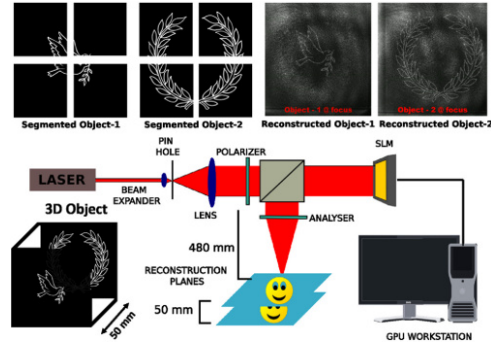 Segmented Object-1
Segmented Object-2
Object - 1 @ focus
Reconstructed Object-1
Object - 2 @ focus
Reconstructed Object-2
PIN
HOLE
POLARIZER
SLM
LASER
BEAM
EXPANDER
LENS
ANALYSER
3D Object
480 mm
RECONSTRUCTION
PLANES
50 mm
50 mm
GPU WORKSTATION